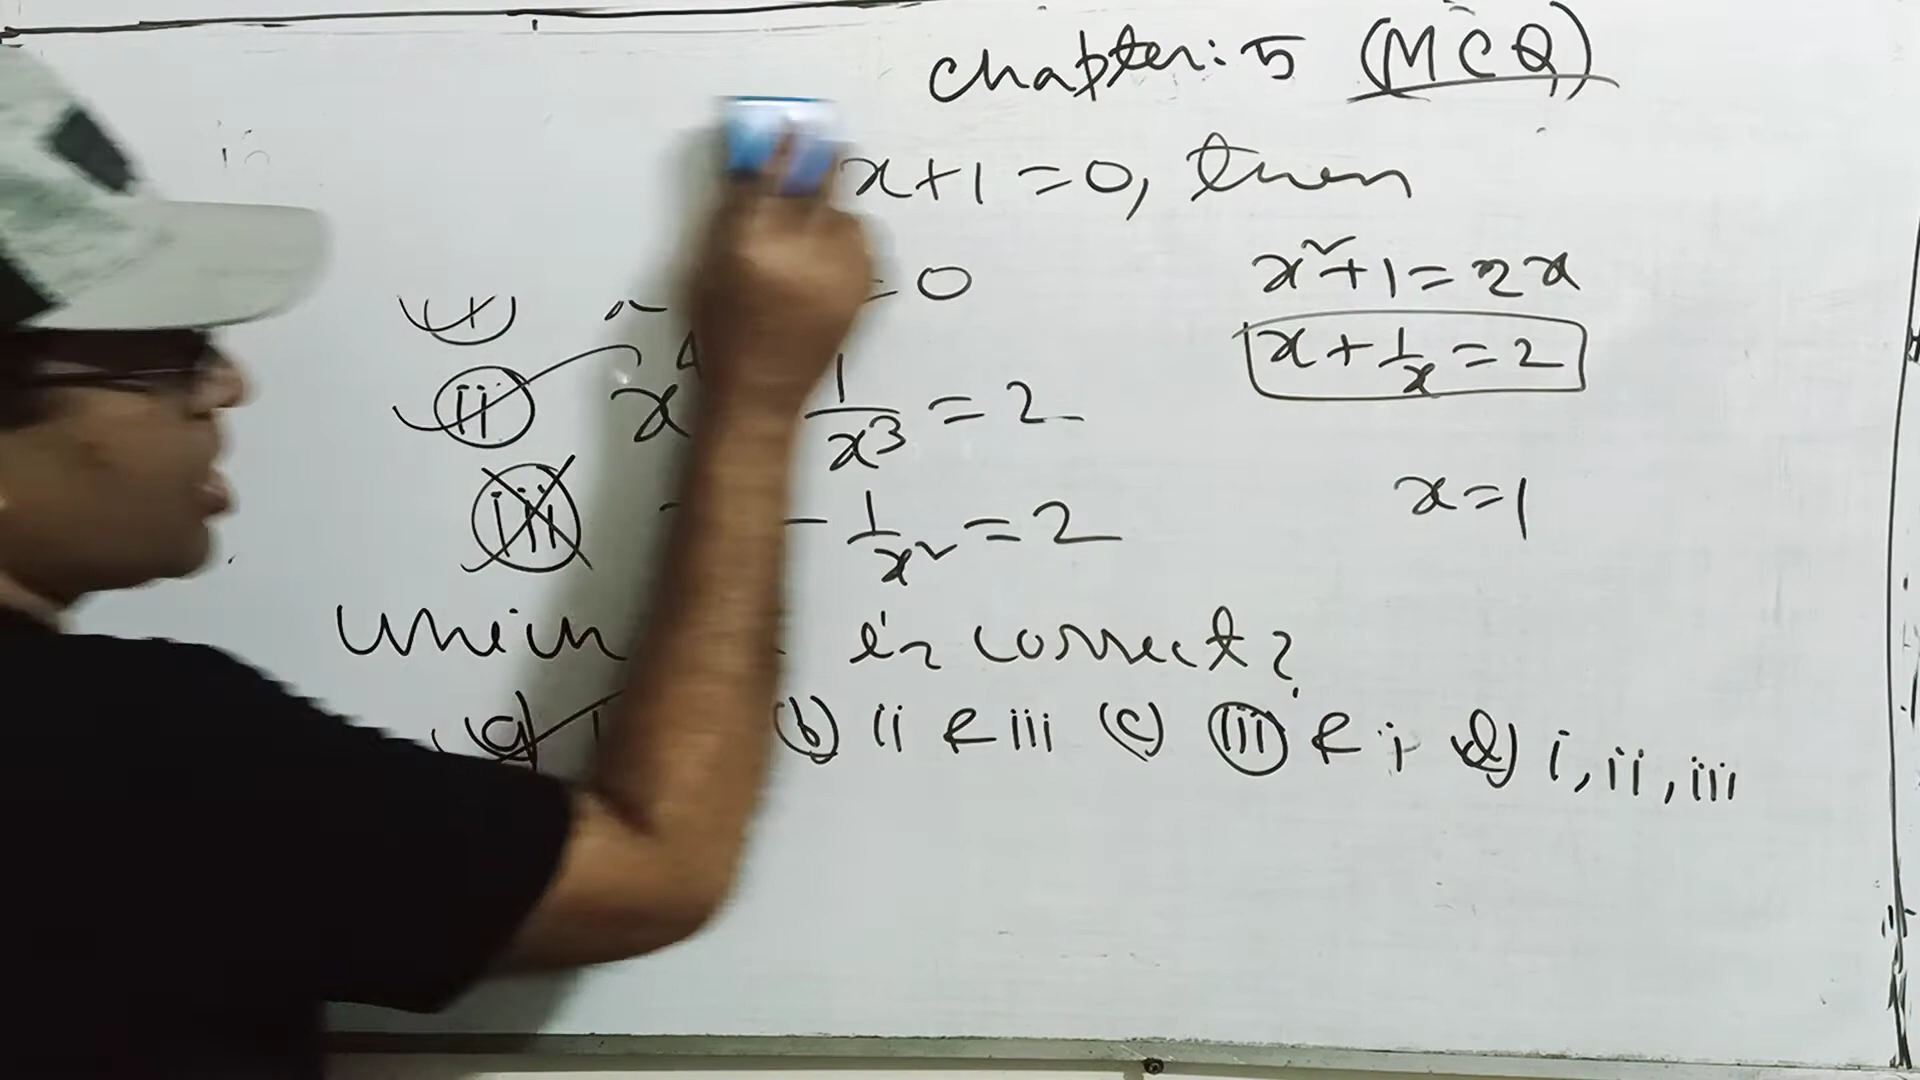 Chapter: 5 (MCQ)
x+1=0, then
=0
x²+1=2x
x+1/x=2
(ii) x⁴ 1/x³=2
x=1
(iii) - 1/x²=2
which is correct?
(a) i (b) ii & iii (c) iii & i (d) i, ii, iii